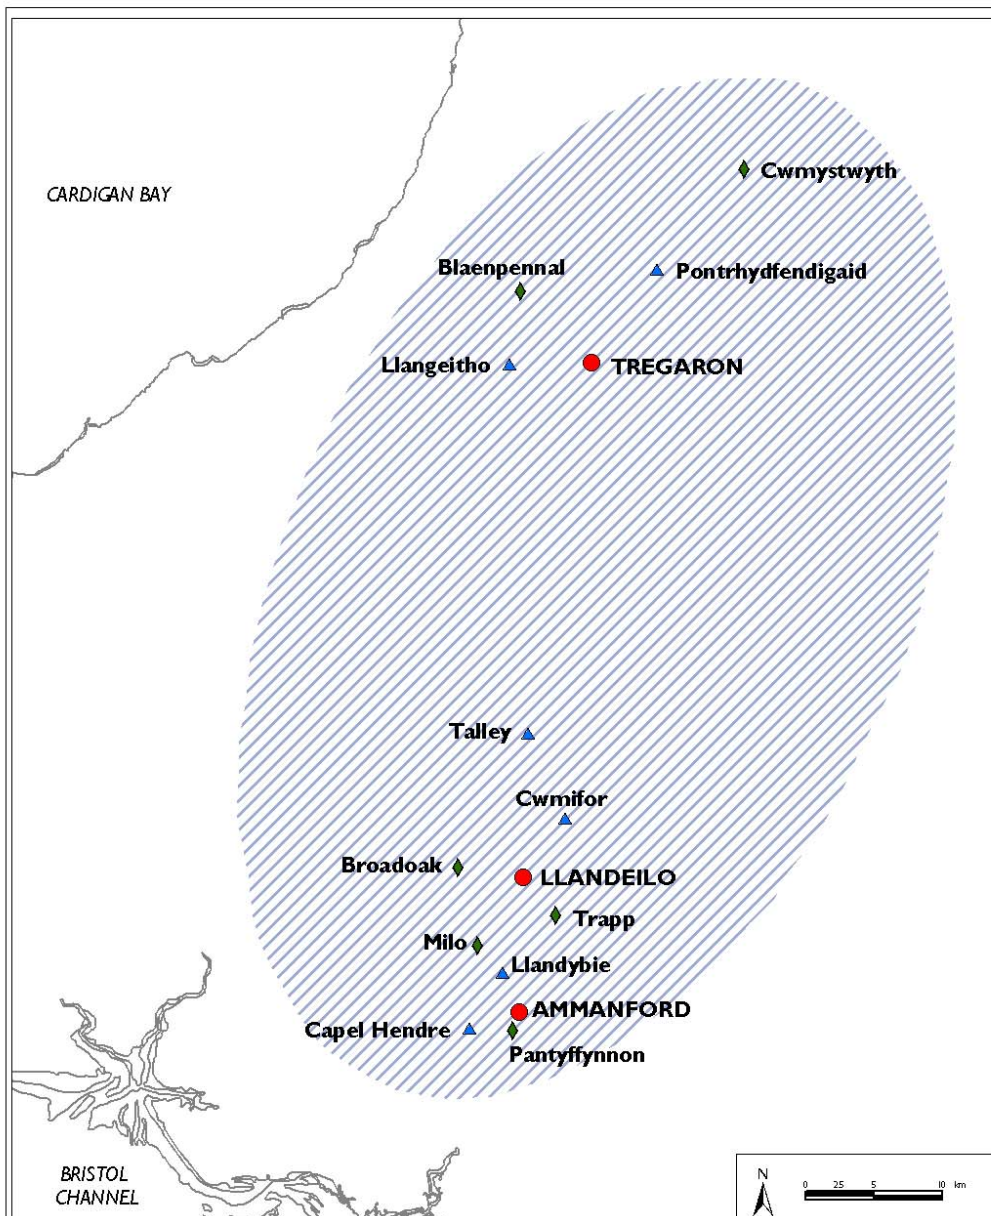 Cwmystwyth
CARDIGAN BAY
Blaenpennal
Pontrhydfendigaid
Llangeitho
TREGARON
Talley
Cwmifor
Broadoak
LLANDEILO
Trapp
Milo
Llandybie
AMMANFORD
Capel Hendre
Pantyffynnon
BRISTOL
CHANNEL
N
0 25 5 10 km